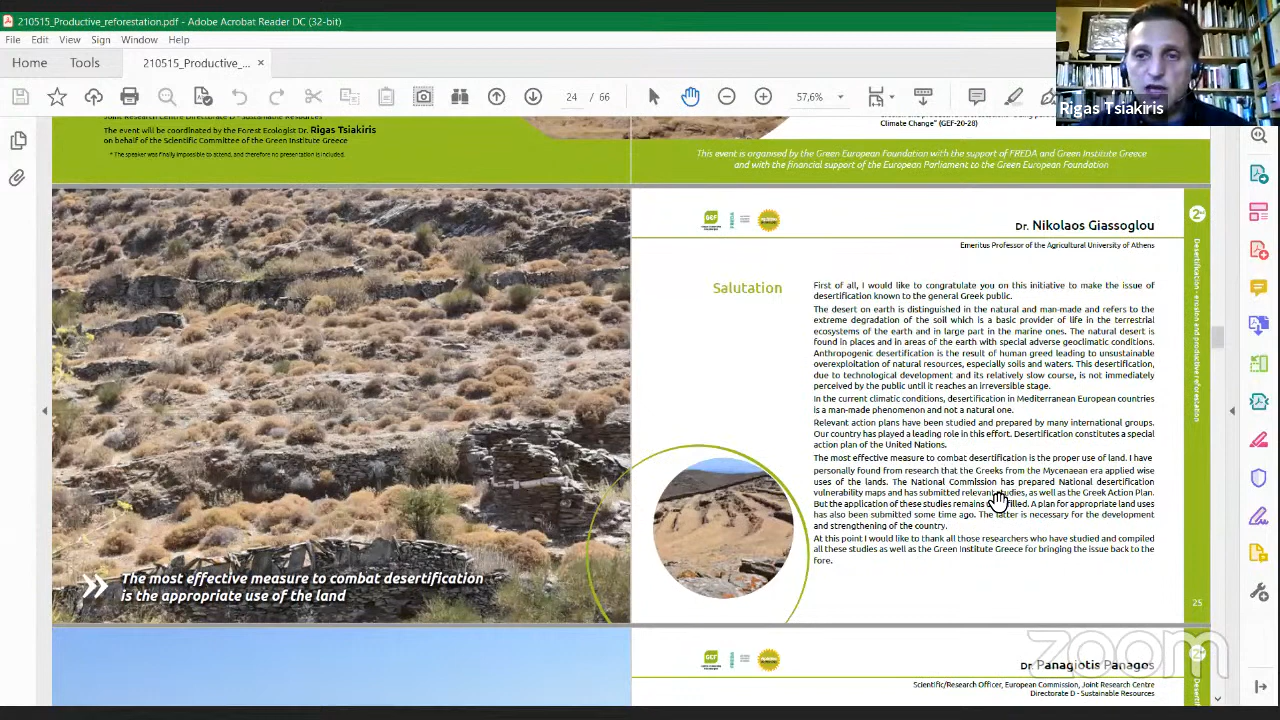 210515_Productive_reforestation.pdf - Adobe Acrobat Reader DC (32-bit)
File Edit View Sign Window Help
Home Tools 210515_Productive_... ×
24 / 66 57,6%
Rigas Tsiakiris
Joint Research Centre Directorate D - Sustainable Resources
The event will be coordinated by the Forest Ecologist Dr. Rigas Tsiakiris
on behalf of the Scientific Committee of the Green Institute Greece
* The speaker was finally impossible to attend, and therefore no presentation is included.
Climate Change" (GEF-20-28)
This event is organised by the Green European Foundation with the support of FREDA and Green Institute Greece
and with the financial support of the European Parliament to the Green European Foundation
GEF
FREDA
Dr. Nikolaos Giassoglou
Emeritus Professor of the Agricultural University of Athens
Salutation
First of all, I would like to congratulate you on this initiative to make the issue of
desertification known to the general Greek public.
The desert on earth is distinguished in the natural and man-made and refers to the
extreme degradation of the soil which is a basic provider of life in the terrestrial
ecosystems of the earth and in large part in the marine ones. The natural desert is
found in places and in areas of the earth with special adverse geoclimatic conditions.
Anthropogenic desertification is the result of human greed leading to unsustainable
overexploitation of natural resources, especially soils and waters. This desertification,
due to technological development and its relatively slow course, is not immediately
perceived by the public until it reaches an irreversible stage.
In the current climatic conditions, desertification in Mediterranean European countries
is a man-made phenomenon and not a natural one.
Relevant action plans have been studied and prepared by many international groups.
Our country has played a leading role in this effort. Desertification constitutes a special
action plan of the United Nations.
The most effective measure to combat desertification is the proper use of land. I have
personally found from research that the Greeks from the Mycenaean era applied wise
uses of the lands. The National Commission has prepared National desertification
vulnerability maps and has submitted relevant studies, as well as the Greek Action Plan.
But the application of these studies remains filled. A plan for appropriate land uses
has also been submitted some time ago. The latter is necessary for the development
and strengthening of the country.
At this point I would like to thank all those researchers who have studied and compiled
all these studies as well as the Green Institute Greece for bringing the issue back to the
fore.
2nd
Desertification - erosion and productive reforestation
25
The most effective measure to combat desertification
is the appropriate use of the land
GEF
FREDA
Dr. Panagiotis Panagos
Scientific/Research Officer, European Commission, Joint Research Centre
Directorate D - Sustainable Resources
zoom